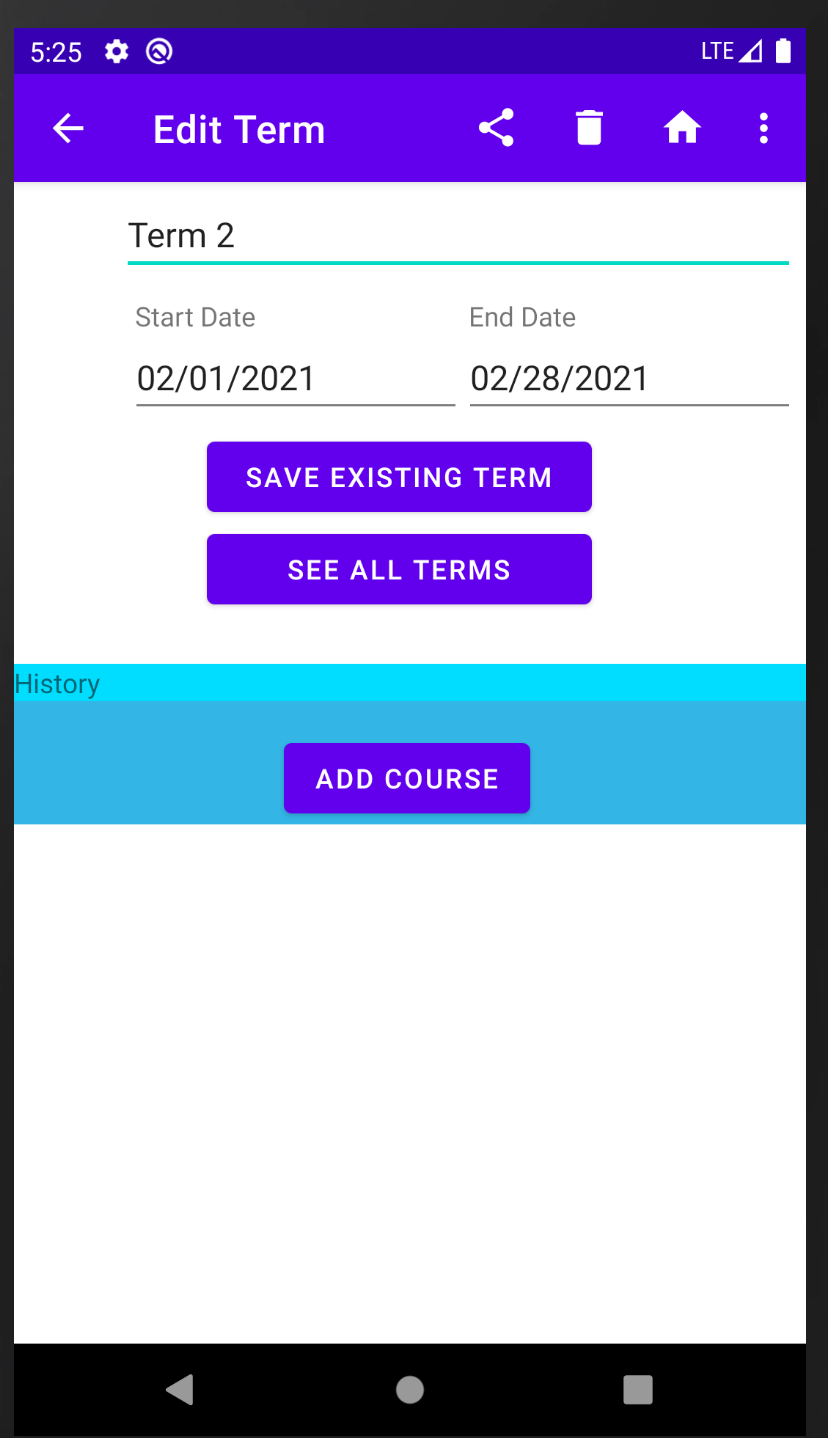 5:25 LTE
Edit Term
Term 2
Start Date End Date
02/01/2021 02/28/2021
SAVE EXISTING TERM
SEE ALL TERMS
History
ADD COURSE